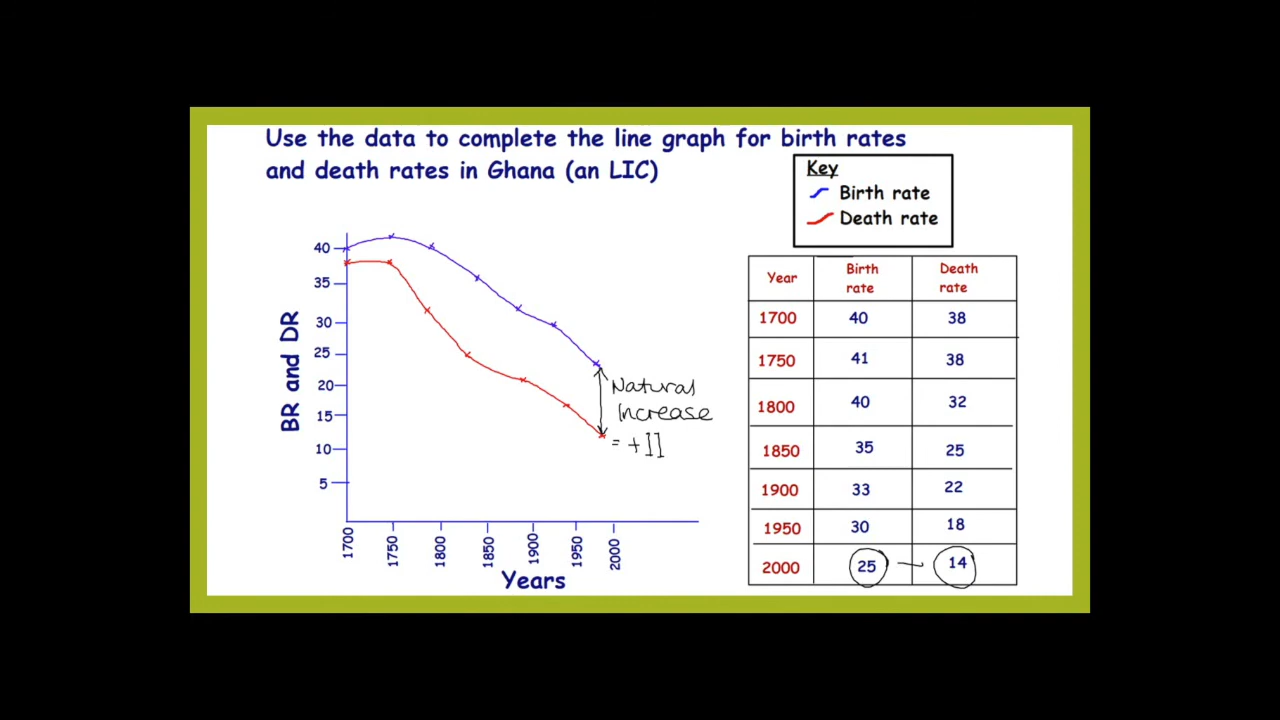 Use the data to complete the line graph for birth rates
and death rates in Ghana (an LIC)
Key
Birth rate
Death rate
BR and DR
40
35
30
25
20
15
10
5
1700 1750 1800 1850 1900 1950 2000
Years
Natural
Increase
= +11
Year Birth rate Death rate
1700 40 38
1750 41 38
1800 40 32
1850 35 25
1900 33 22
1950 30 18
2000 25 - 14